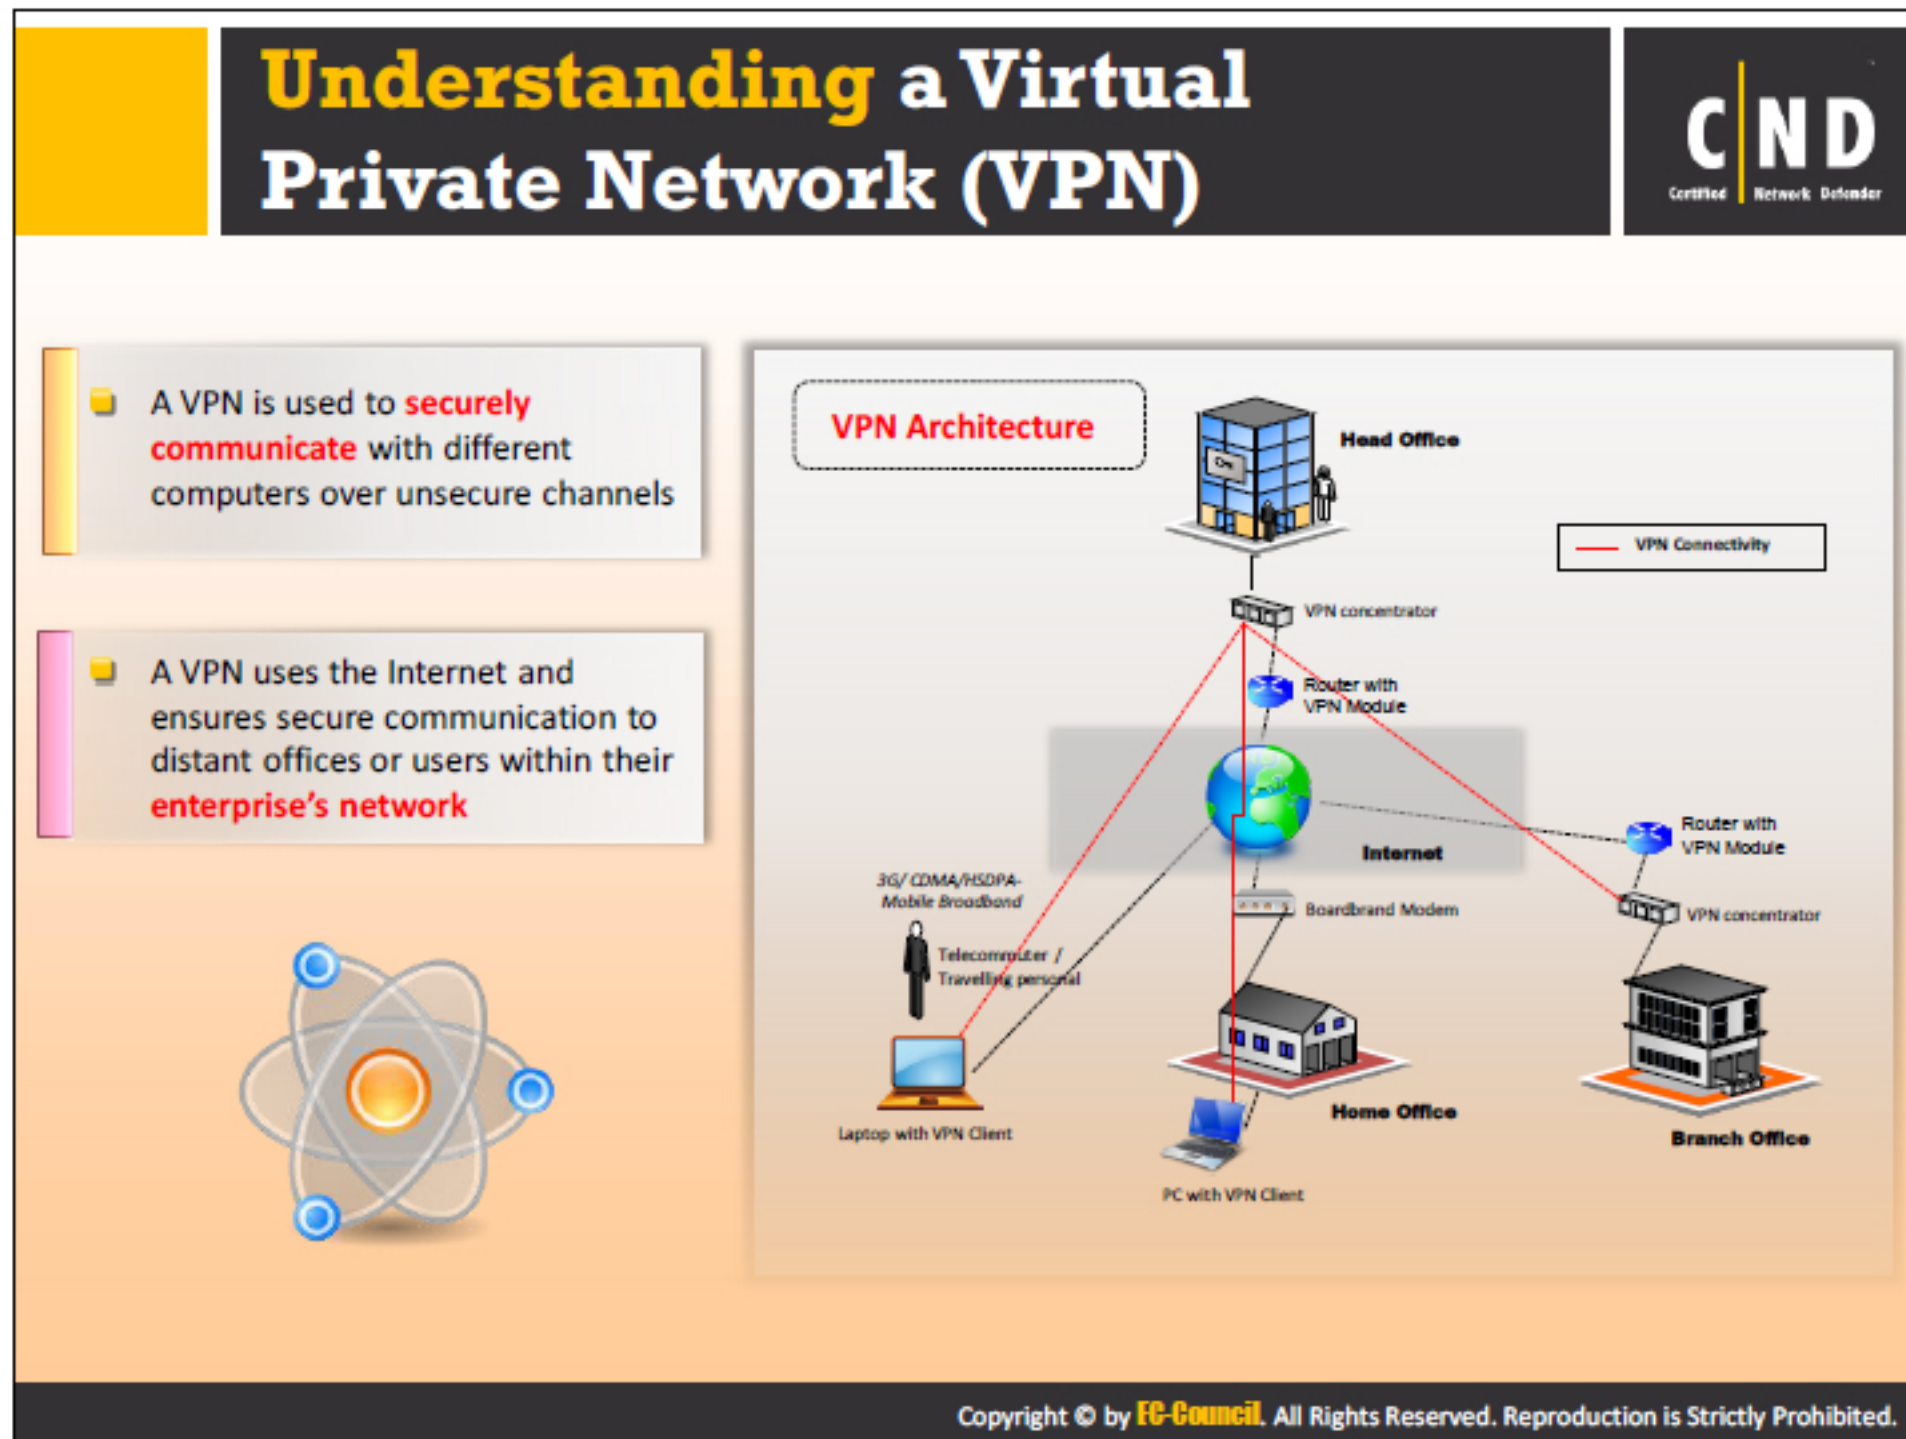 Understanding a Virtual
Private Network (VPN)
C N D
Certified Network Defender
A VPN is used to securely
communicate with different
computers over unsecure channels
A VPN uses the Internet and
ensures secure communication to
distant offices or users within their
enterprise's network
VPN Architecture
Head Office
VPN Connectivity
VPN concentrator
Router with
VPN Module
Internet
Router with
VPN Module
3G/ CDMA/HSDPA-
Mobile Broadband
Boardbrand Modem
VPN concentrator
Telecommuter /
Travelling personal
Laptop with VPN Client
Home Office
Branch Office
PC with VPN Client
Copyright © by EC-Council. All Rights Reserved. Reproduction is Strictly Prohibited.